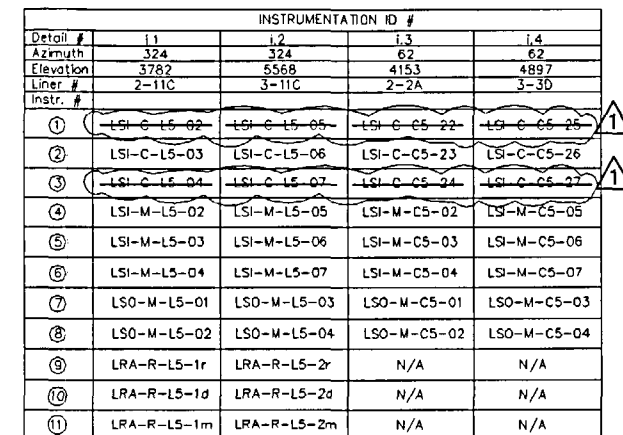 INSTRUMENTATION ID #
Detail # i.1 i.2 i.3 i.4
Azimuth 324 324 62 62
Elevation 3782 5568 4153 4897
Liner # 2-11C 3-11C 2-2A 3-3D
Instr. #
1 LSI-C-L5-02 LSI-C-L5-05 LSI-C-C5-22 LSI-C-C5-25 1
2 LSI-C-L5-03 LSI-C-L5-06 LSI-C-C5-23 LSI-C-C5-26
3 LSI-C-L5-04 LSI-C-L5-07 LSI-C-C5-24 LSI-C-C5-27 1
4 LSI-M-L5-02 LSI-M-L5-05 LSI-M-C5-02 LSI-M-C5-05
5 LSI-M-L5-03 LSI-M-L5-06 LSI-M-C5-03 LSI-M-C5-06
6 LSI-M-L5-04 LSI-M-L5-07 LSI-M-C5-04 LSI-M-C5-07
7 LSO-M-L5-01 LSO-M-L5-03 LSO-M-C5-01 LSO-M-C5-03
8 LSO-M-L5-02 LSO-M-L5-04 LSO-M-C5-02 LSO-M-C5-04
9 LRA-R-L5-1r LRA-R-L5-2r N/A N/A
10 LRA-R-L5-1d LRA-R-L5-2d N/A N/A
11 LRA-R-L5-1m LRA-R-L5-2m N/A N/A